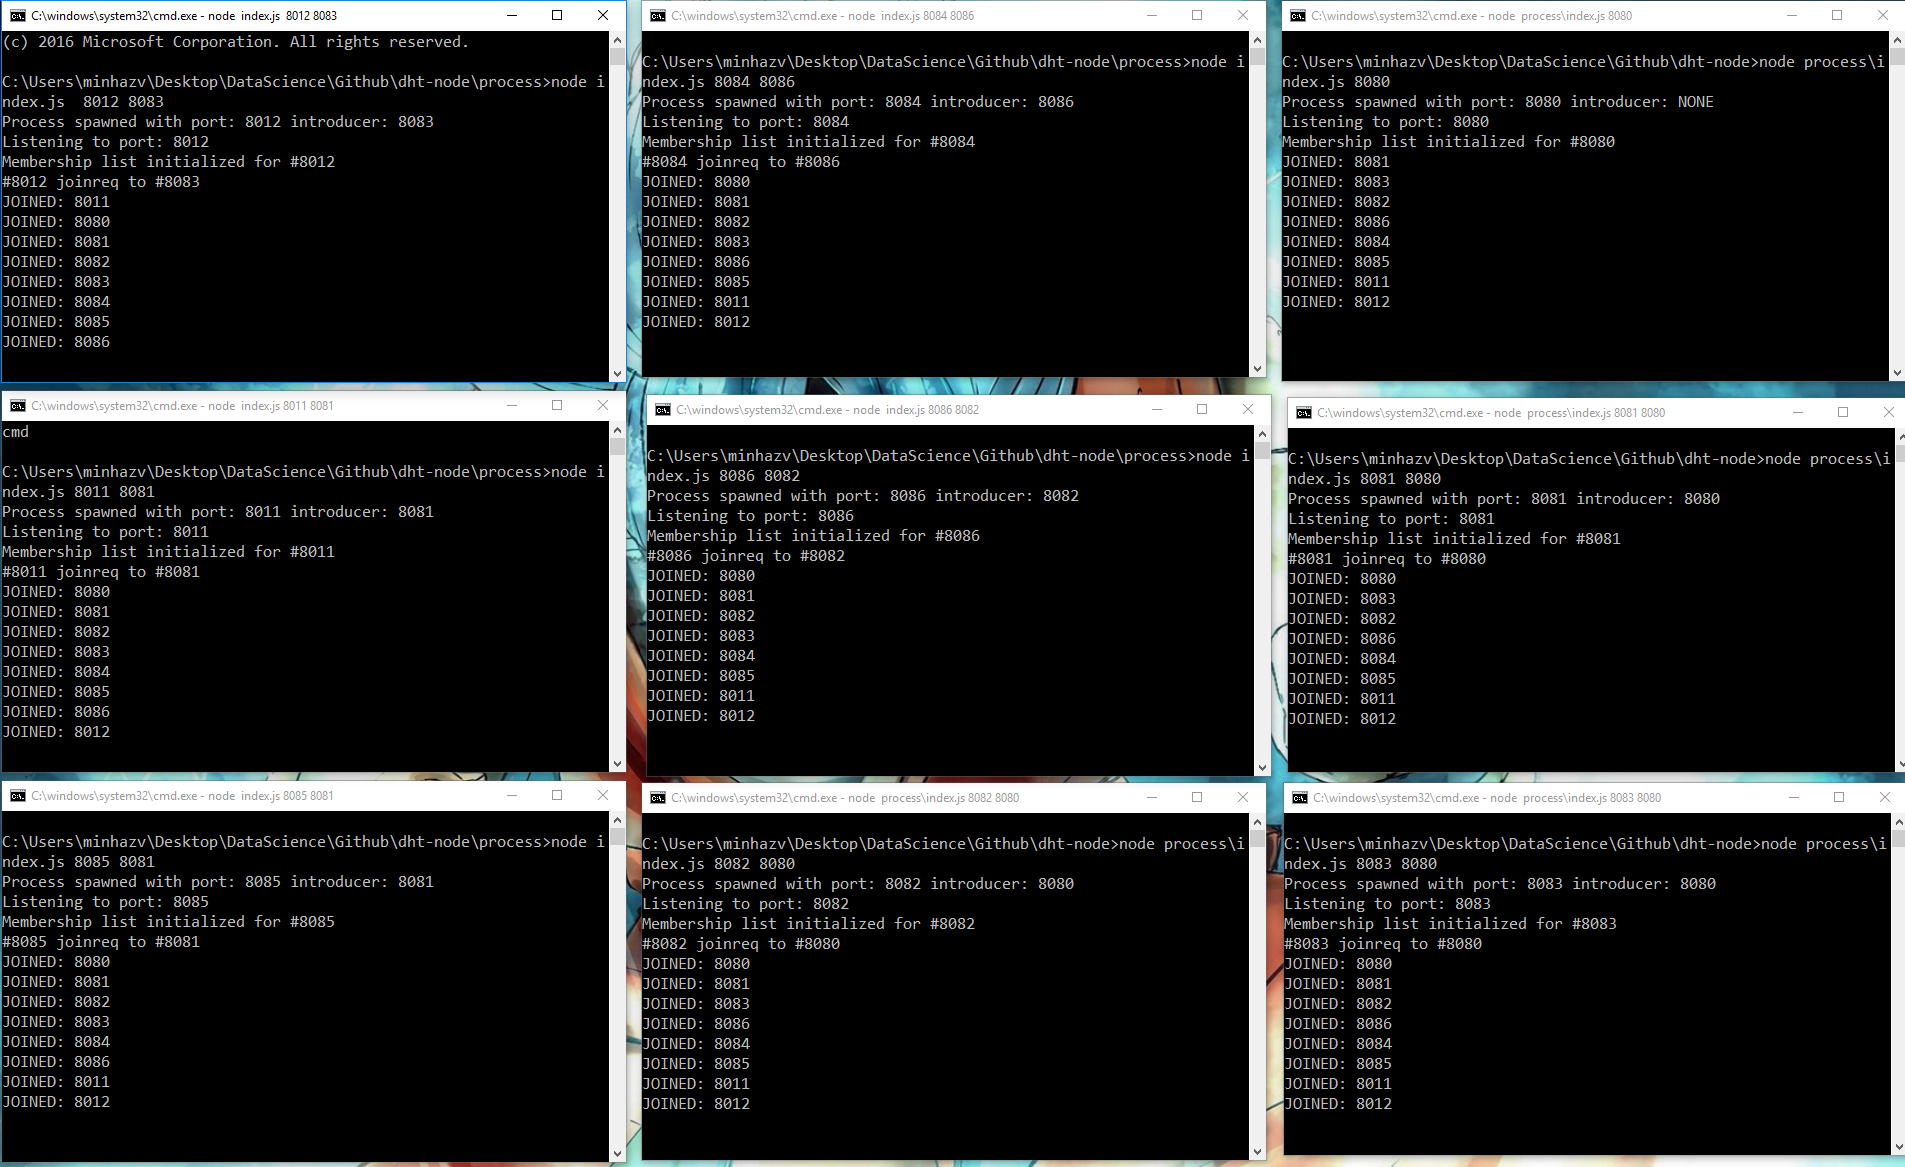 C:\windows\system32\cmd.exe - node  index.js  8012 8083
(c) 2016 Microsoft Corporation. All rights reserved.
C:\Users\minhazv\Desktop\DataScience\Github\dht-node\process>node i
ndex.js  8012 8083
Process spawned with port: 8012 introducer: 8083
Listening to port: 8012
Membership list initialized for #8012
#8012 joinreq to #8083
JOINED: 8011
JOINED: 8080
JOINED: 8081
JOINED: 8082
JOINED: 8083
JOINED: 8084
JOINED: 8085
JOINED: 8086
C:\windows\system32\cmd.exe - node  index.js 8084 8086
C:\Users\minhazv\Desktop\DataScience\Github\dht-node\process>node i
ndex.js 8084 8086
Process spawned with port: 8084 introducer: 8086
Listening to port: 8084
Membership list initialized for #8084
#8084 joinreq to #8086
JOINED: 8080
JOINED: 8081
JOINED: 8082
JOINED: 8083
JOINED: 8086
JOINED: 8085
JOINED: 8011
JOINED: 8012
C:\windows\system32\cmd.exe - node  process\index.js 8080
C:\Users\minhazv\Desktop\DataScience\Github\dht-node>node process\i
ndex.js 8080
Process spawned with port: 8080 introducer: NONE
Listening to port: 8080
Membership list initialized for #8080
JOINED: 8081
JOINED: 8083
JOINED: 8082
JOINED: 8086
JOINED: 8084
JOINED: 8085
JOINED: 8011
JOINED: 8012
C:\windows\system32\cmd.exe - node  index.js 8011 8081
cmd
C:\Users\minhazv\Desktop\DataScience\Github\dht-node\process>node i
ndex.js 8011 8081
Process spawned with port: 8011 introducer: 8081
Listening to port: 8011
Membership list initialized for #8011
#8011 joinreq to #8081
JOINED: 8080
JOINED: 8081
JOINED: 8082
JOINED: 8083
JOINED: 8084
JOINED: 8085
JOINED: 8086
JOINED: 8012
C:\windows\system32\cmd.exe - node  index.js 8086 8082
C:\Users\minhazv\Desktop\DataScience\Github\dht-node\process>node i
ndex.js 8086 8082
Process spawned with port: 8086 introducer: 8082
Listening to port: 8086
Membership list initialized for #8086
#8086 joinreq to #8082
JOINED: 8080
JOINED: 8081
JOINED: 8082
JOINED: 8083
JOINED: 8084
JOINED: 8085
JOINED: 8011
JOINED: 8012
C:\windows\system32\cmd.exe - node  process\index.js 8081 8080
C:\Users\minhazv\Desktop\DataScience\Github\dht-node>node process\i
ndex.js 8081 8080
Process spawned with port: 8081 introducer: 8080
Listening to port: 8081
Membership list initialized for #8081
#8081 joinreq to #8080
JOINED: 8080
JOINED: 8083
JOINED: 8082
JOINED: 8086
JOINED: 8084
JOINED: 8085
JOINED: 8011
JOINED: 8012
C:\windows\system32\cmd.exe - node  index.js 8085 8081
C:\Users\minhazv\Desktop\DataScience\Github\dht-node\process>node i
ndex.js 8085 8081
Process spawned with port: 8085 introducer: 8081
Listening to port: 8085
Membership list initialized for #8085
#8085 joinreq to #8081
JOINED: 8080
JOINED: 8081
JOINED: 8082
JOINED: 8083
JOINED: 8084
JOINED: 8086
JOINED: 8011
JOINED: 8012
C:\windows\system32\cmd.exe - node  process\index.js 8082 8080
C:\Users\minhazv\Desktop\DataScience\Github\dht-node>node process\i
ndex.js 8082 8080
Process spawned with port: 8082 introducer: 8080
Listening to port: 8082
Membership list initialized for #8082
#8082 joinreq to #8080
JOINED: 8080
JOINED: 8081
JOINED: 8083
JOINED: 8086
JOINED: 8084
JOINED: 8085
JOINED: 8011
JOINED: 8012
C:\windows\system32\cmd.exe - node  process\index.js 8083 8080
C:\Users\minhazv\Desktop\DataScience\Github\dht-node>node process\i
ndex.js 8083 8080
Process spawned with port: 8083 introducer: 8080
Listening to port: 8083
Membership list initialized for #8083
#8083 joinreq to #8080
JOINED: 8080
JOINED: 8081
JOINED: 8082
JOINED: 8086
JOINED: 8084
JOINED: 8085
JOINED: 8011
JOINED: 8012